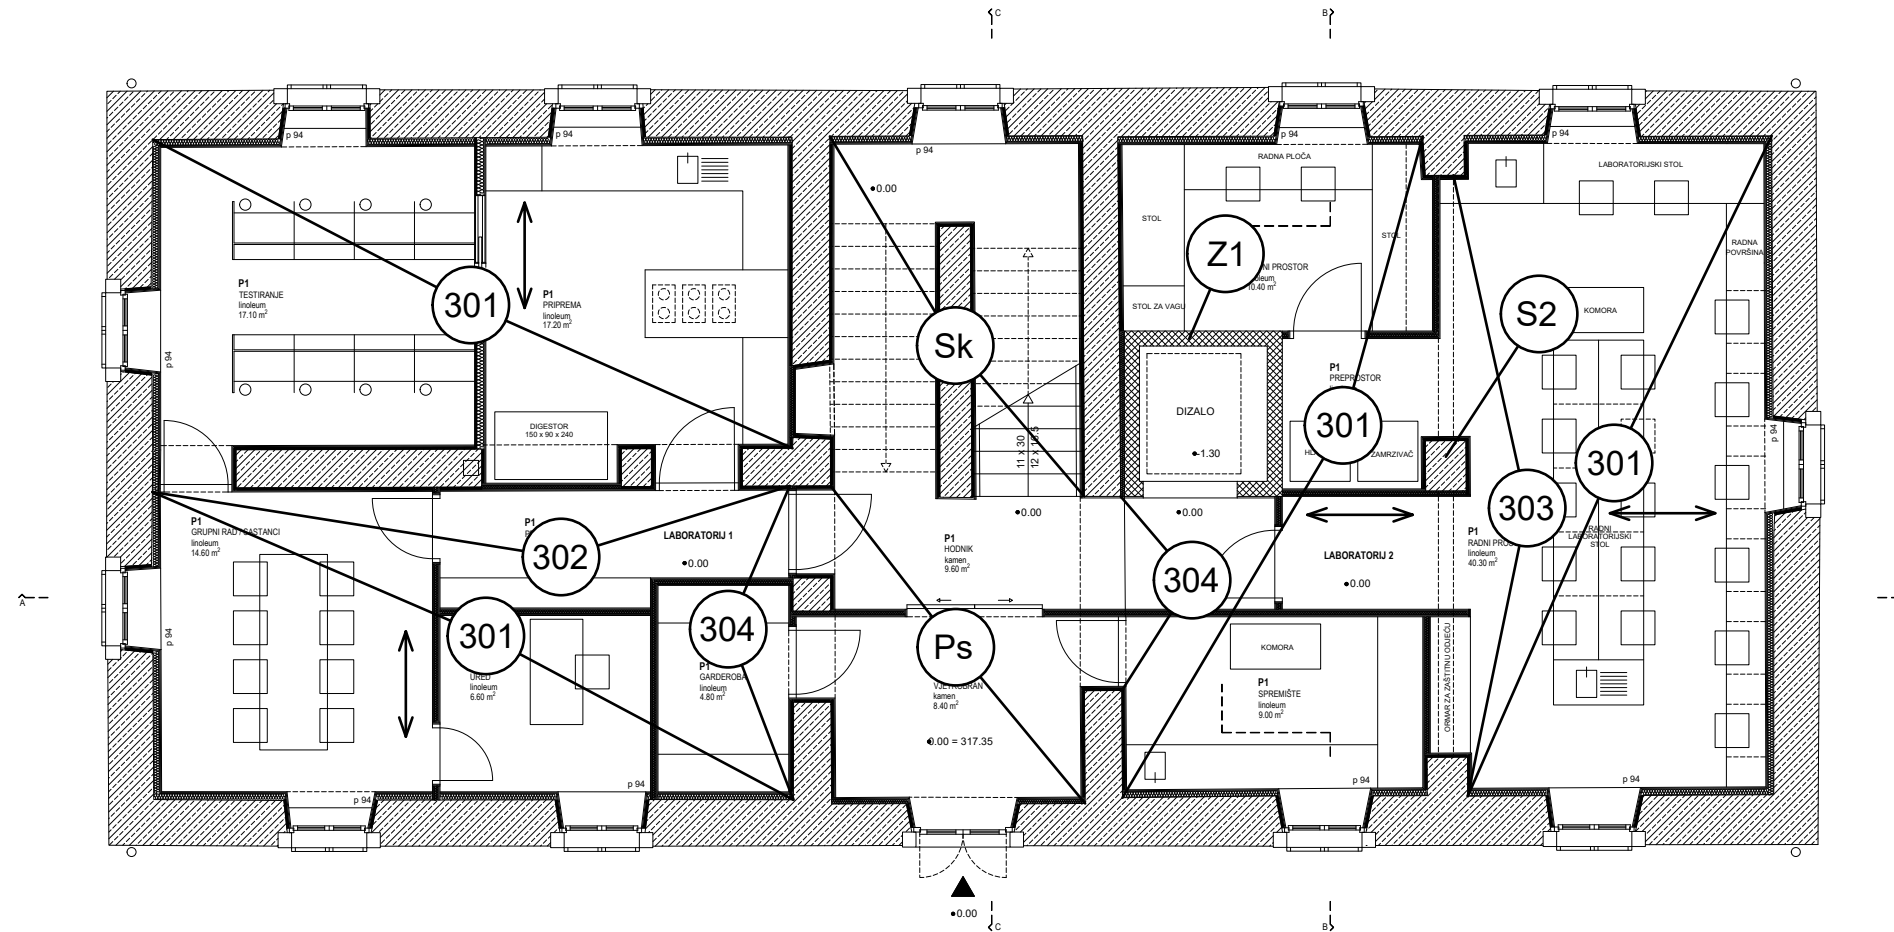 C
B
p 94
p 94
p 94
p 94
p 94
RADNA PLOČA
LABORATORIJSKI STOL
0.00
STOL
STOL
RADNA
POVRŠINA
Z1
10.40 m²
P1
TESTIRANJE
linoleum
17.10 m²
301
P1
PRIPREMA
linoleum
17.20 m²
STOL ZA VAGU
S2
KOMORA
Sk
p 94
P1
PREPROSTOR
DIGESTOR
150 x 90 x 240
DIZALO
301
ZAMRZIVAČ
-1.30
11 x 30
p 94
301
303
P1
GRUPNI RAD / SASTANCI
linoleum
14.60 m²
P1
302
LABORATORIJ 1
0.00
0.00
0.00
P1
HODNIK
kamen
9.60 m²
304
LABORATORIJ 2
0.00
P1
linoleum
40.30 m²
RADNI
LABORATORIJSKI
STOL
A
p 94
301
URED
linoleum
6.60 m²
304
P1
GARDEROBA
linoleum
4.80 m²
Ps
VJETROBRAN
kamen
8.40 m²
0.00 = 317.35
KOMORA
P1
SPREMIŠTE
linoleum
9.00 m²
ORMAR ZA ZAŠTITNU ODJEĆU
p 94
p 94
p 94
p 94
0.00
C
B